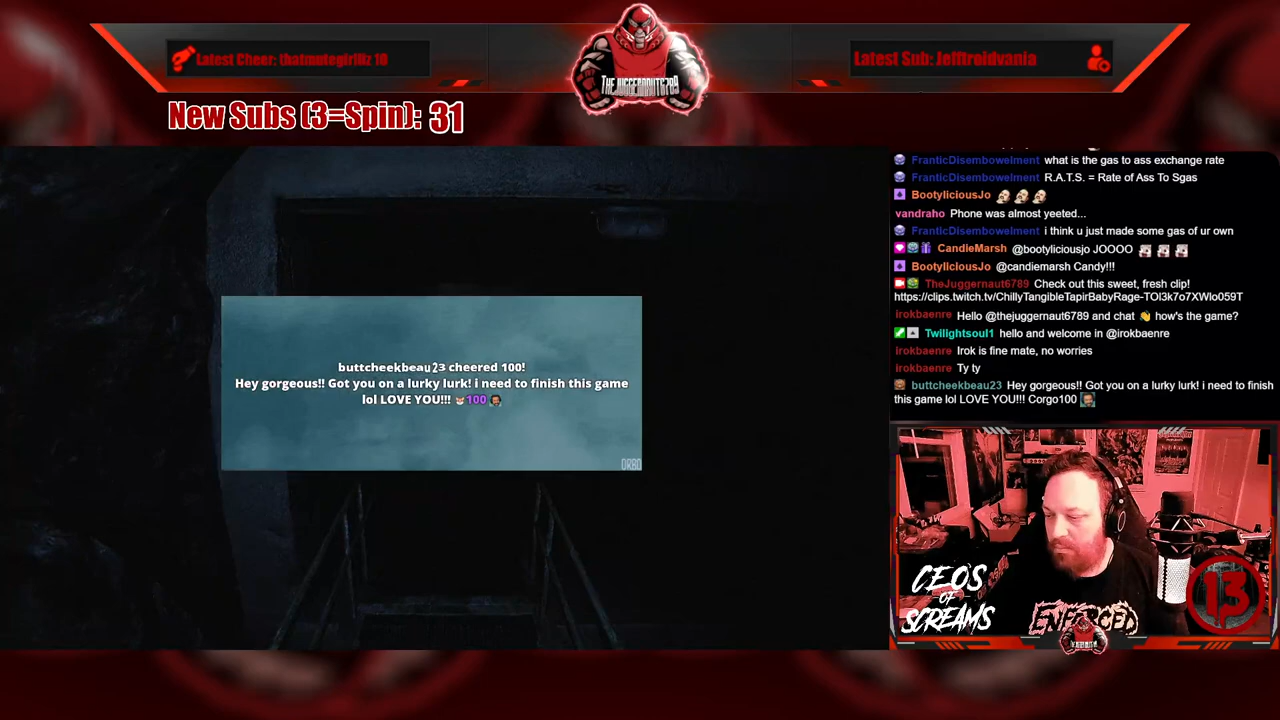 Latest Cheer: thatmutegirlliz 10
THEJUGGERNAUT6789
Latest Sub: Jefftroidvania
New Subs (3=Spin): 31
FranticDisembowelment what is the gas to ass exchange rate
FranticDisembowelment R.A.T.S. = Rate of Ass To Sgas
BootyliciousJo
vandraho Phone was almost yeeted...
FranticDisembowelment i think u just made some gas of ur own
CandieMarsh @bootyliciousjo JOOOO
BootyliciousJo @candiemarsh Candy!!!
TheJuggernaut6789 Check out this sweet, fresh clip!
https://clips.twitch.tv/ChillyTangibleTapirBabyRage-TOI3k7o7XWlo059T
irokbaenre Hello @thejuggernaut6789 and chat 👋 how's the game?
Twilightsoul1 hello and welcome in @irokbaenre
irokbaenre Irok is fine mate, no worries
irokbaenre Ty ty
buttcheekbeau23 Hey gorgeous!! Got you on a lurky lurk! i need to finish
this game lol LOVE YOU!!! Corgo100
buttcheekbeau23 cheered 100!
Hey gorgeous!! Got you on a lurky lurk! i need to finish this game
lol LOVE YOU!!! 100
CEOS
OF
SCREAMS
ENFORCED
13